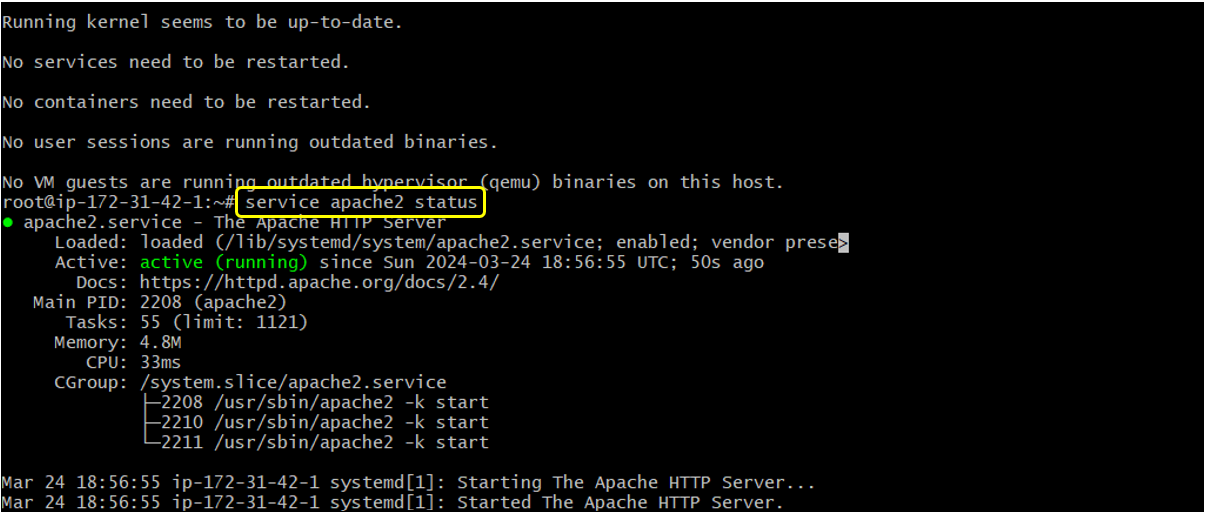 Running kernel seems to be up-to-date.
No services need to be restarted.
No containers need to be restarted.
No user sessions are running outdated binaries.
No VM guests are running outdated hypervisor (qemu) binaries on this host.
root@ip-172-31-42-1:~# service apache2 status
● apache2.service - The Apache HTTP Server
Loaded: loaded (/lib/systemd/system/apache2.service; enabled; vendor prese>
Active: active (running) since Sun 2024-03-24 18:56:55 UTC; 50s ago
Docs: https://httpd.apache.org/docs/2.4/
Main PID: 2208 (apache2)
Tasks: 55 (limit: 1121)
Memory: 4.8M
CPU: 33ms
CGroup: /system.slice/apache2.service
├─2208 /usr/sbin/apache2 -k start
├─2210 /usr/sbin/apache2 -k start
└─2211 /usr/sbin/apache2 -k start
Mar 24 18:56:55 ip-172-31-42-1 systemd[1]: Starting The Apache HTTP Server...
Mar 24 18:56:55 ip-172-31-42-1 systemd[1]: Started The Apache HTTP Server.